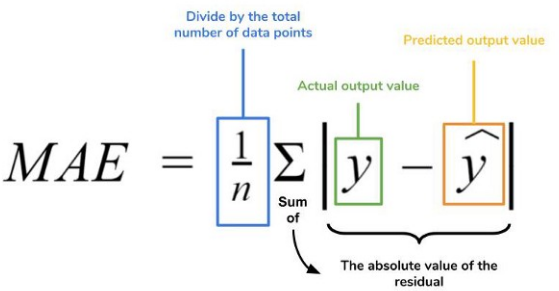 Divide by the total
number of data points
Predicted output value
Actual output value
MAE = 1/n Σ |y − ŷ|
Sum
of
The absolute value of the
residual